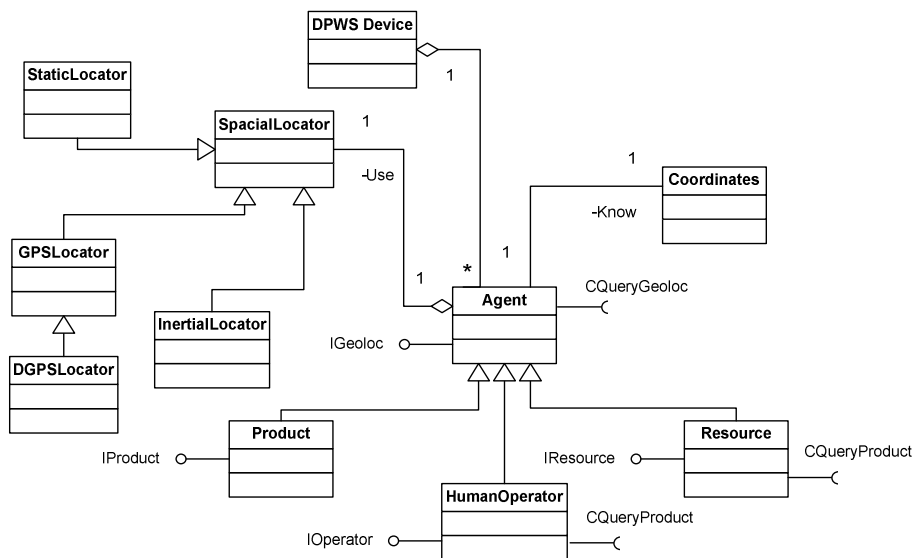 DPWS Device
1
StaticLocator
SpacialLocator
1
-Use
1
Coordinates
-Know
GPSLocator
1
1
*
Agent
CQueryGeoloc
InertialLocator
IGeoloc
DGPSLocator
Product
IProduct
Resource
IResource
CQueryProduct
HumanOperator
CQueryProduct
IOperator